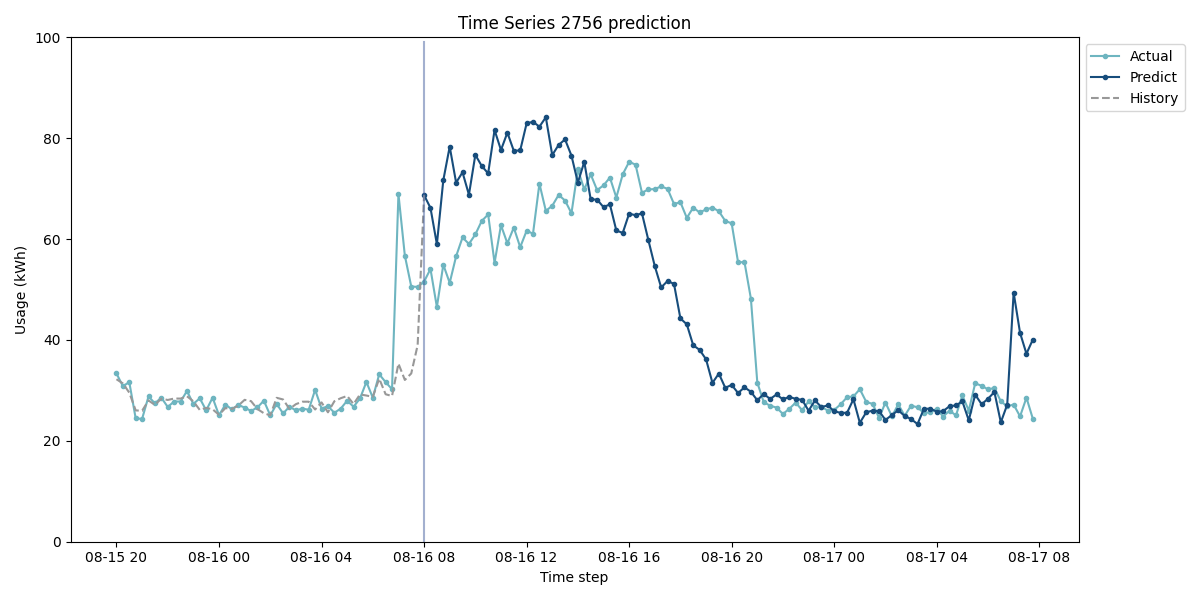 Time Series 2756 prediction
Usage (kWh)
100
80
60
40
20
0
08-15 20
08-16 00
08-16 04
08-16 08
08-16 12
08-16 16
08-16 20
08-17 00
08-17 04
08-17 08
Time step
Actual
Predict
History